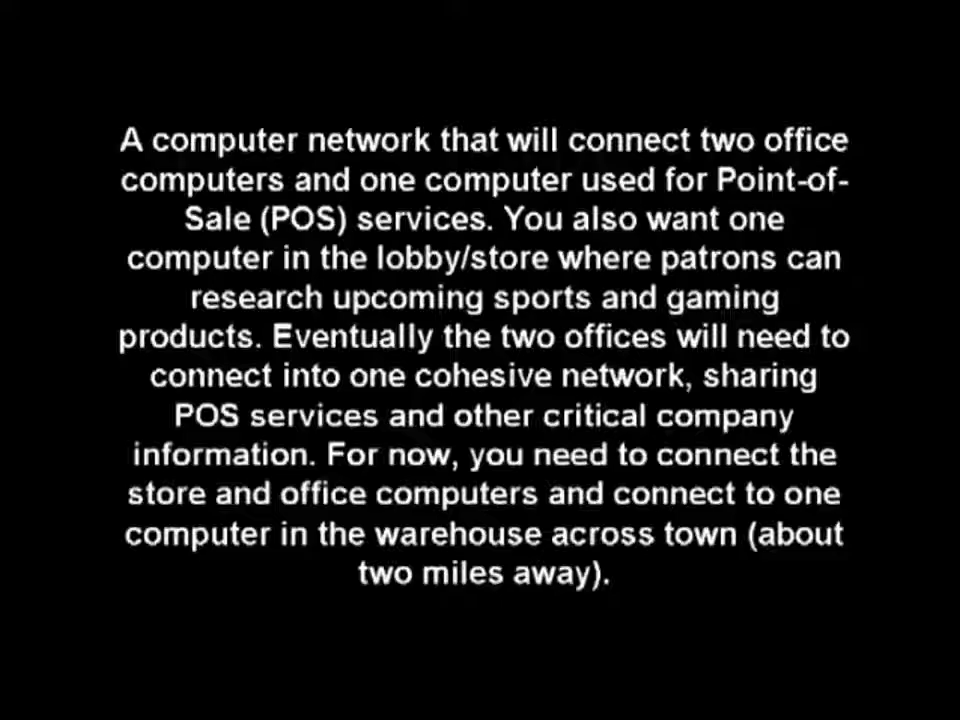 A computer network that will connect two office
computers and one computer used for Point-of-
Sale (POS) services. You also want one
computer in the lobby/store where patrons can
research upcoming sports and gaming
products. Eventually the two offices will need to
connect into one cohesive network, sharing
POS services and other critical company
information. For now, you need to connect the
store and office computers and connect to one
computer in the warehouse across town (about
two miles away).